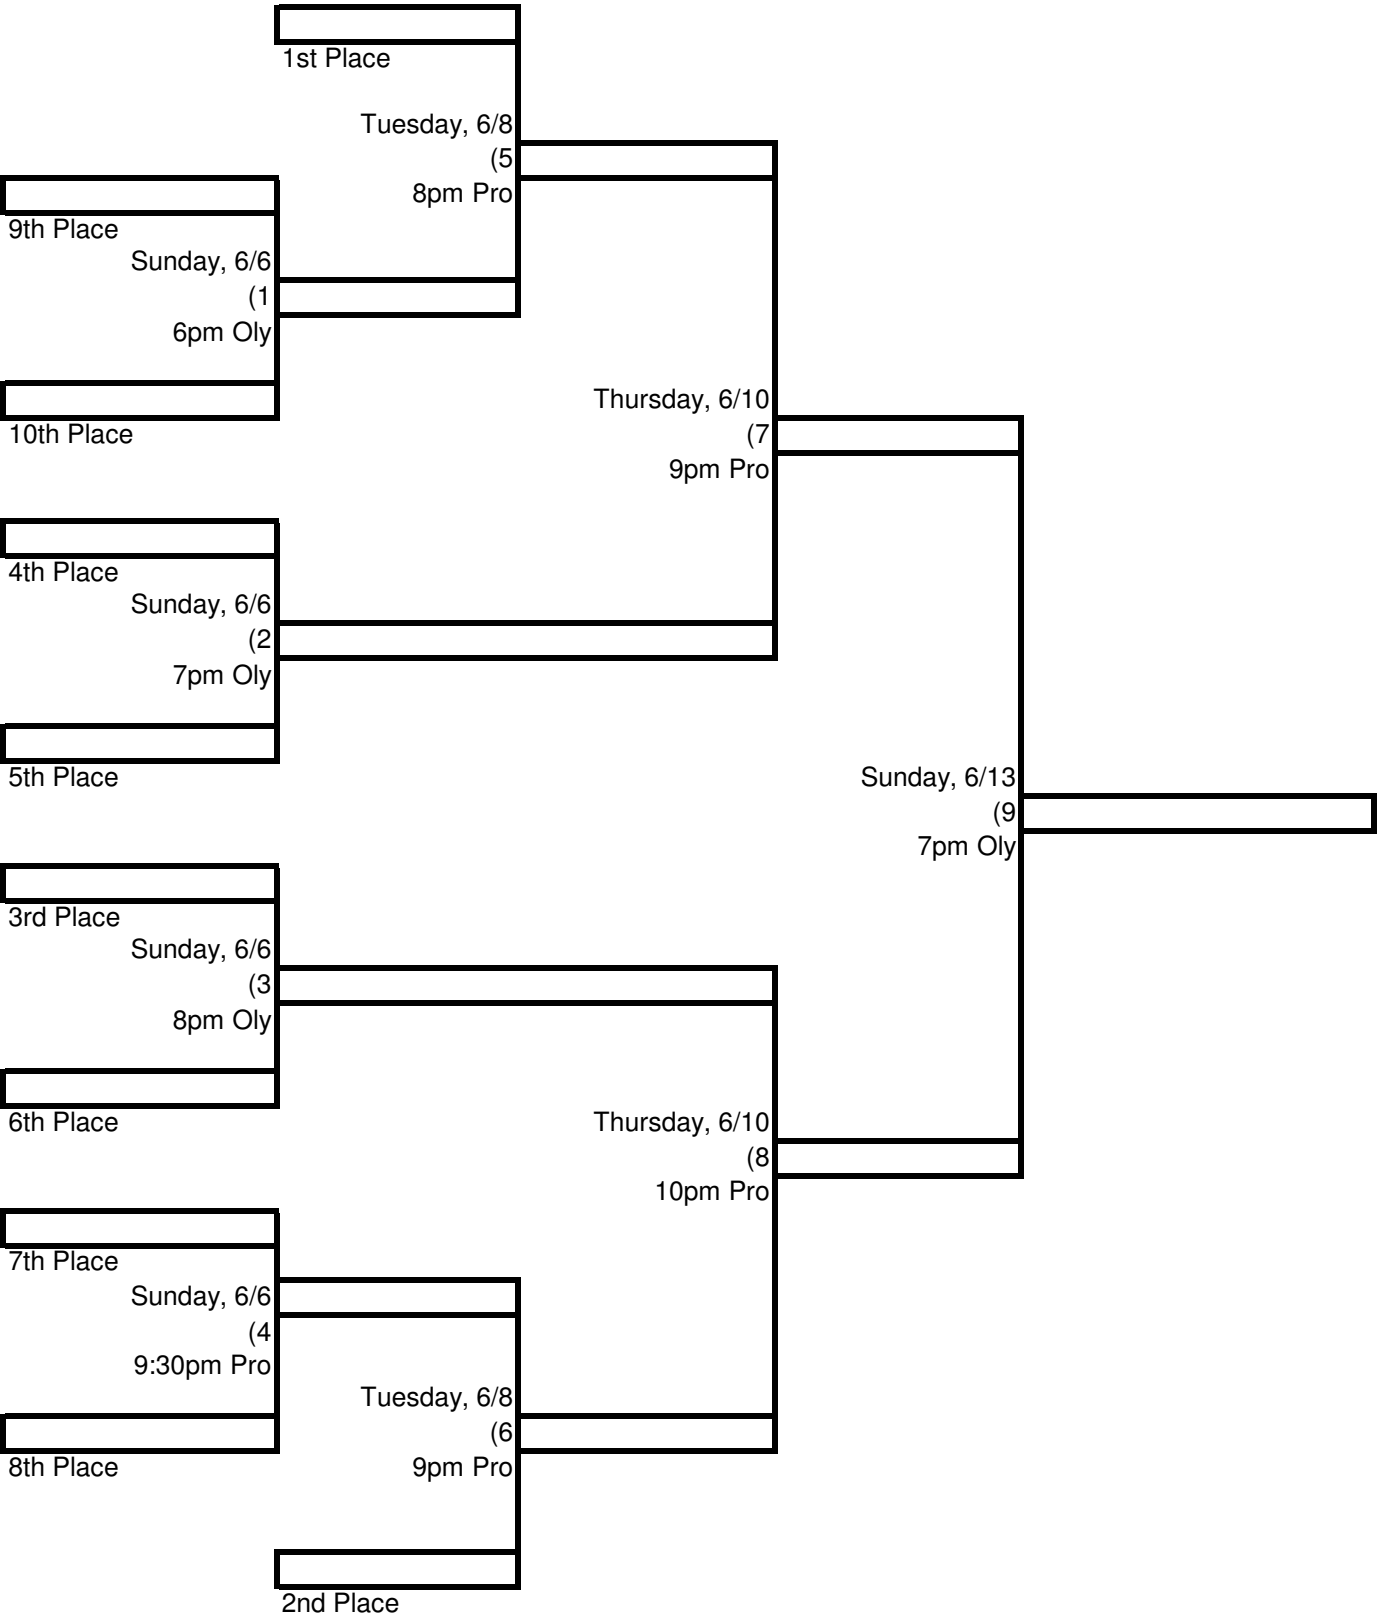 1st Place
Tuesday, 6/8
(5
8pm Pro
9th Place
Sunday, 6/6
(1
6pm Oly
10th Place
Thursday, 6/10
(7
9pm Pro
4th Place
Sunday, 6/6
(2
7pm Oly
5th Place
Sunday, 6/13
(9
7pm Oly
3rd Place
Sunday, 6/6
(3
8pm Oly
6th Place
Thursday, 6/10
(8
10pm Pro
7th Place
Sunday, 6/6
(4
9:30pm Pro
8th Place
Tuesday, 6/8
(6
9pm Pro
2nd Place